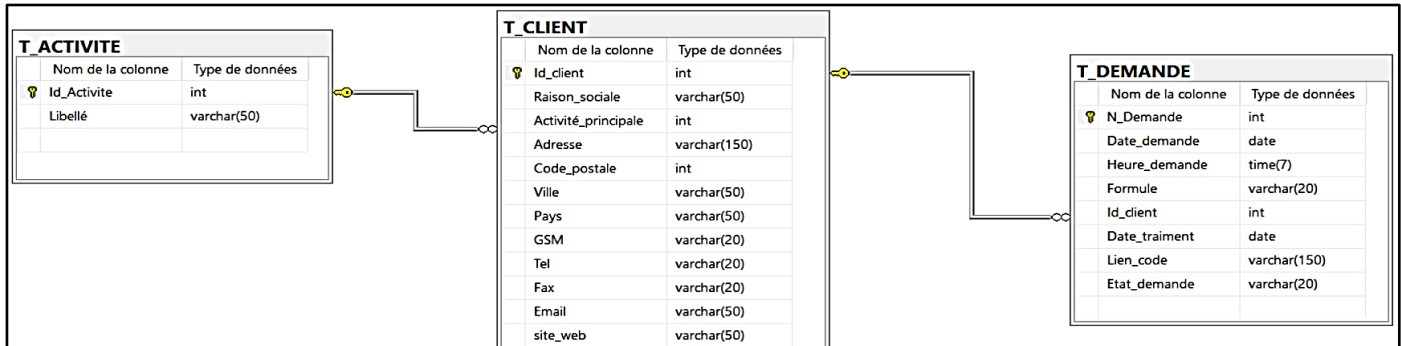 T_ACTIVITE
Nom de la colonne Type de données
Id_Activite int
Libellé varchar(50)
T_CLIENT
Nom de la colonne Type de données
Id_client int
Raison_sociale varchar(50)
Activité_principale int
Adresse varchar(150)
Code_postale int
Ville varchar(50)
Pays varchar(50)
GSM varchar(20)
Tel varchar(20)
Fax varchar(20)
Email varchar(50)
site_web varchar(50)
T_DEMANDE
Nom de la colonne Type de données
N_Demande int
Date_demande date
Heure_demande time(7)
Formule varchar(20)
Id_client int
Date_traiment date
Lien_code varchar(150)
Etat_demande varchar(20)